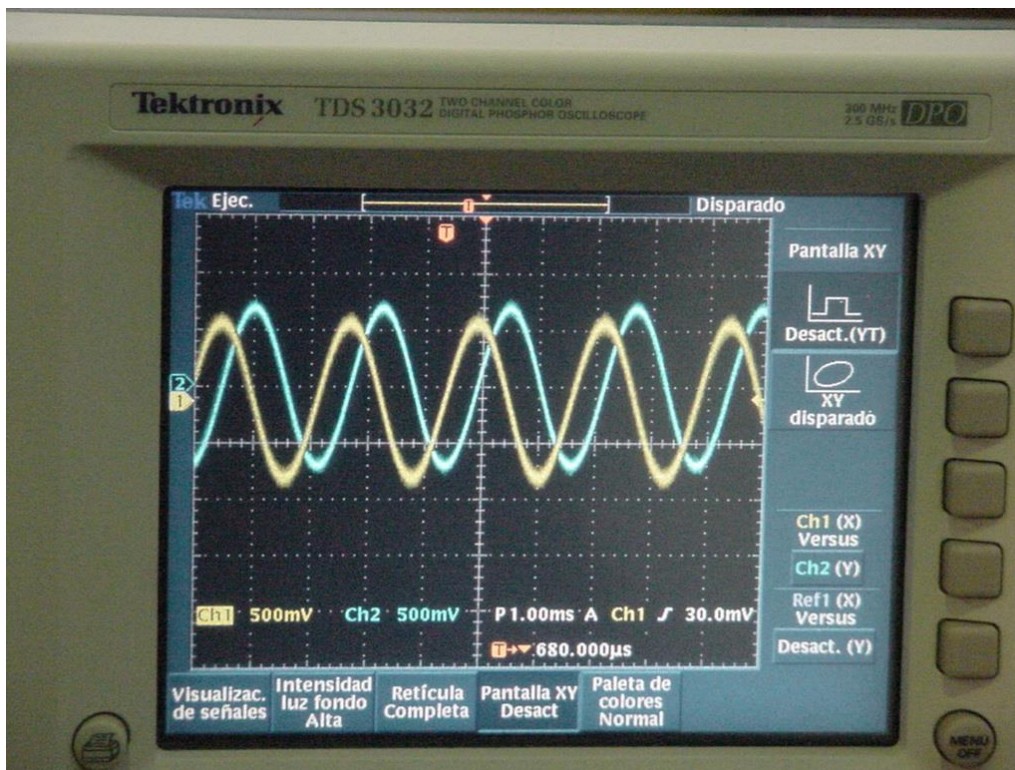 Tektronix TDS 3032 TWO CHANNEL COLOR
DIGITAL PHOSPHOR OSCILLOSCOPE
300 MHz
2.5 GS/s
DPO
Tek Ejec.
Disparado
T
T
Pantalla XY
Desact.(YT)
XY
disparado
2
1
Ch1 (X)
Versus
Ch2 (Y)
Ref1 (X)
Versus
Desact. (Y)
Ch1 500mV Ch2 500mV P1.00ms A Ch1 30.0mV
T 680.000µs
Visualizac.
de señales
Intensidad
luz fondo
Alta
Retícula
Completa
Pantalla XY
Desact
Paleta de
colores
Normal
MENU
OFF